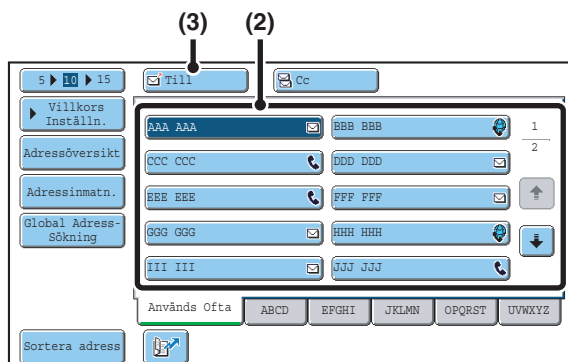 (3)
(2)
5 10 15
Till
Cc
Villkors
Inställn.
Adressöversikt
Adressinmatn.
Global Adress-
Sökning
Sortera adress
AAA AAA
BBB BBB
CCC CCC
DDD DDD
EEE EEE
FFF FFF
GGG GGG
HHH HHH
III III
JJJ JJJ
1
2
Används Ofta
ABCD
EFGHI
JKLMN
OPQRST
UVWXYZ